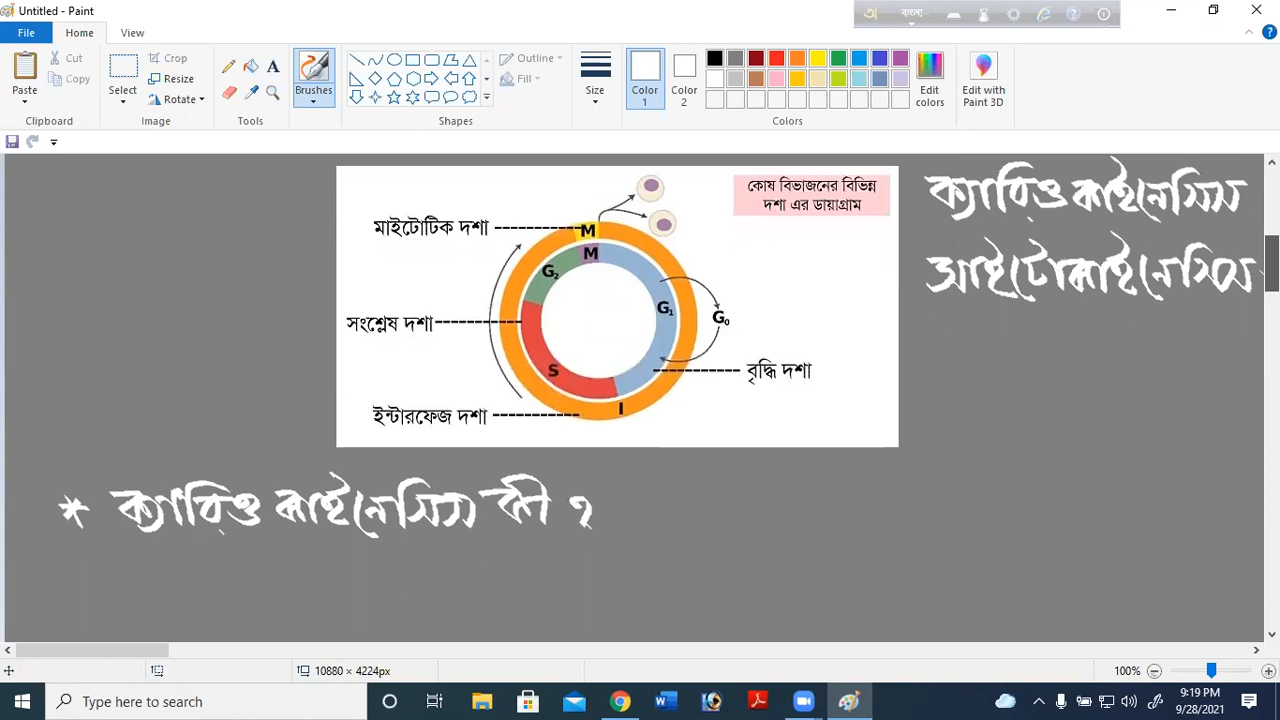 Untitled - Paint
বাংলা
File
Home
View
Paste
Cut
Copy
Clipboard
Select
Crop
Resize
Rotate
Image
A
Tools
Brushes
Outline
Fill
Shapes
Size
Color 1
Color 2
Edit colors
Colors
Edit with Paint 3D
কোষ বিভাজনের বিভিন্ন
দশা এর ডায়াগ্রাম
মাইটোটিক দশা
M
M
G₂
G₁
G₀
সংশ্লেষ দশা
S
বৃদ্ধি দশা
ইন্টারফেজ দশা
I
ক্যারিও কাইনেসিস
সাইটোকাইনেসিস
* ক্যারিও কাইনেসিস কী ?
10880 × 4224px
100%
Type here to search
9:19 PM
9/28/2021